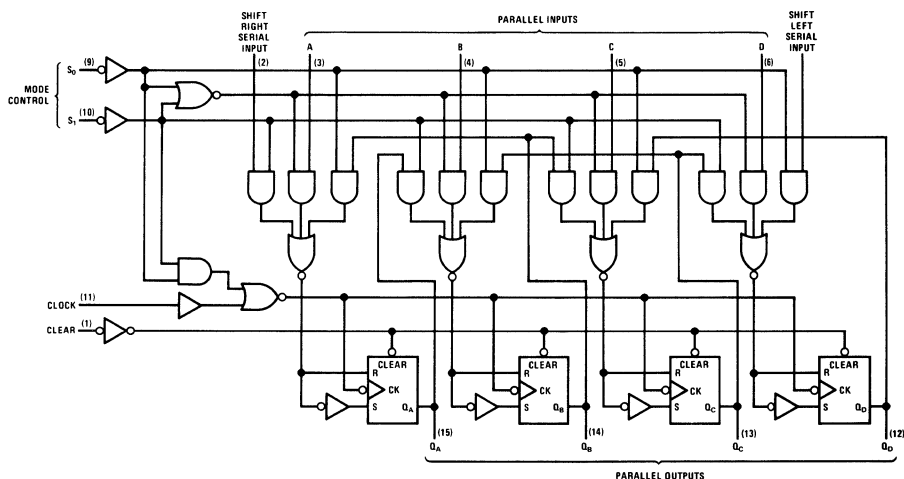 SHIFT
RIGHT
SERIAL
INPUT
PARALLEL INPUTS
SHIFT
LEFT
SERIAL
INPUT
A
B
C
D
(2)
(3)
(4)
(5)
(6)
MODE
CONTROL
S0
(9)
S1
(10)
CLOCK
(11)
CLEAR
(1)
CLEAR
R
CK
S
QA
CLEAR
R
CK
S
QB
CLEAR
R
CK
S
QC
CLEAR
R
CK
S
QD
(15)
(14)
(13)
(12)
QA
QB
QC
QD
PARALLEL OUTPUTS